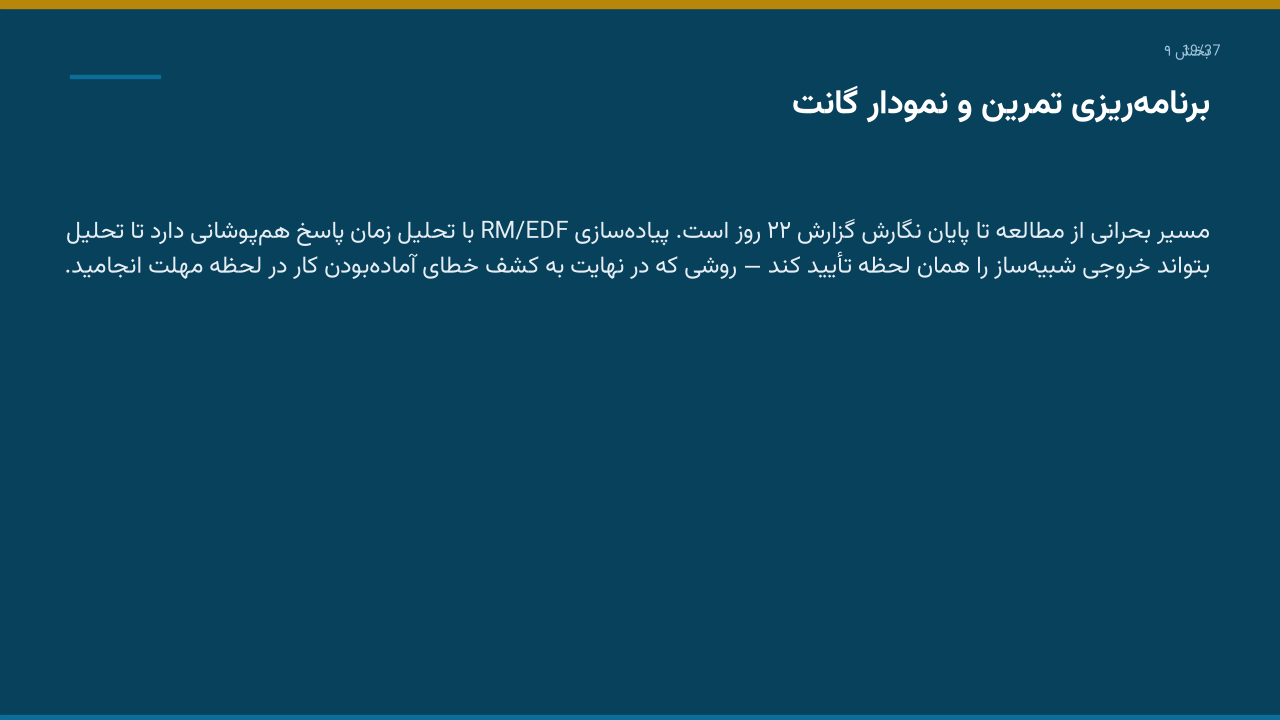 بخش ۹
19/37
برنامه‌ریزی تمرین و نمودار گانت
مسیر بحرانی از مطالعه تا پایان نگارش گزارش ۲۲ روز است. پیاده‌سازی RM/EDF با تحلیل زمان پاسخ هم‌پوشانی دارد تا تحلیل
بتواند خروجی شبیه‌ساز را همان لحظه تأیید کند — روشی که در نهایت به کشف خطای آماده‌بودن کار در لحظه مهلت انجامید.